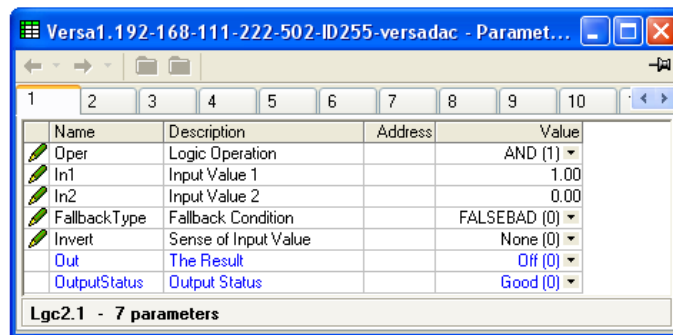 Versa1.192-168-111-222-502-ID255-versadac - Paramet...
1 2 3 4 5 6 7 8 9 10
Name Description Address Value
Oper Logic Operation AND (1)
In1 Input Value 1 1.00
In2 Input Value 2 0.00
FallbackType Fallback Condition FALSEBAD (0)
Invert Sense of Input Value None (0)
Out The Result Off (0)
OutputStatus Output Status Good (0)
Lgc2.1 - 7 parameters